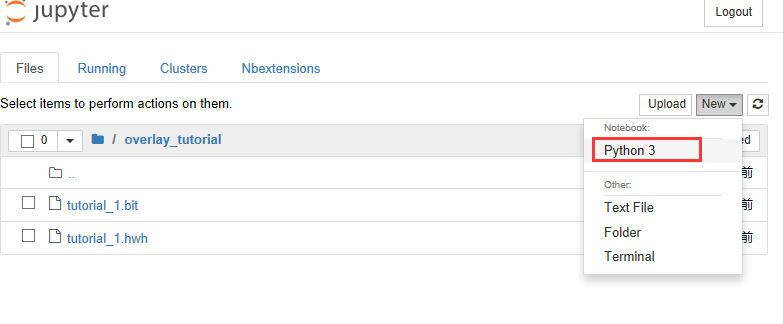 jupyter
Logout
Files Running Clusters Nbextensions
Select items to perform actions on them.
Upload New
0 / overlay_tutorial
Notebook:
Python 3
ed
..
前
tutorial_1.bit
前
tutorial_1.hwh
前
Other:
Text File
Folder
Terminal